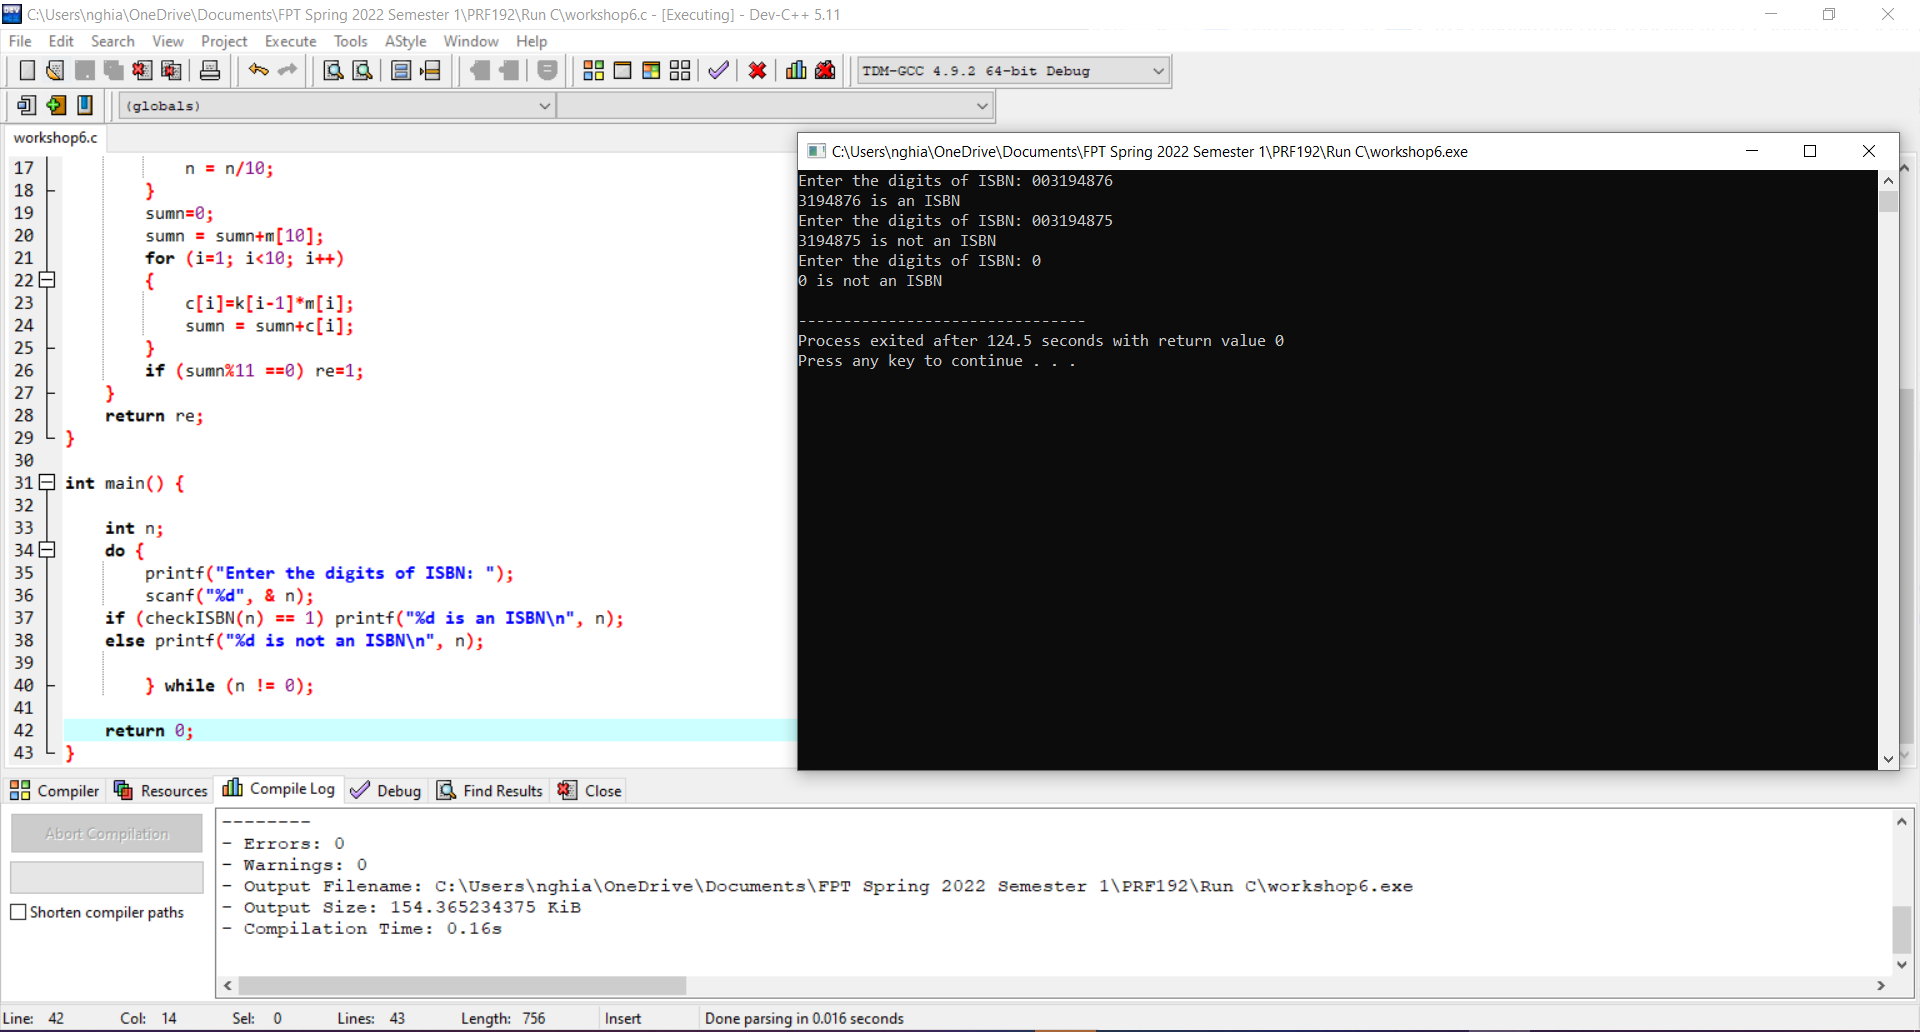 C:\Users\nghia\OneDrive\Documents\FPT Spring 2022 Semester 1\PRF192\Run C\workshop6.c - [Executing] - Dev-C++ 5.11
File Edit Search View Project Execute Tools AStyle Window Help
TDM-GCC 4.9.2 64-bit Debug
(globals)
workshop6.c
17 n = n/10;
18 }
19 sumn=0;
20 sumn = sumn+m[10];
21 for (i=1; i<10; i++)
22 {
23 c[i]=k[i-1]*m[i];
24 sumn = sumn+c[i];
25 }
26 if (sumn%11 ==0) re=1;
27 }
28 return re;
29 }
30
31 int main() {
32
33 int n;
34 do {
35 printf("Enter the digits of ISBN: ");
36 scanf("%d", & n);
37 if (checkISBN(n) == 1) printf("%d is an ISBN\n", n);
38 else printf("%d is not an ISBN\n", n);
39
40 } while (n != 0);
41
42 return 0;
43 }
C:\Users\nghia\OneDrive\Documents\FPT Spring 2022 Semester 1\PRF192\Run C\workshop6.exe
Enter the digits of ISBN: 003194876
3194876 is an ISBN
Enter the digits of ISBN: 003194875
3194875 is not an ISBN
Enter the digits of ISBN: 0
0 is not an ISBN
--------------------------------
Process exited after 124.5 seconds with return value 0
Press any key to continue . . .
Compiler Resources Compile Log Debug Find Results Close
Abort Compilation
Shorten compiler paths
--------
- Errors: 0
- Warnings: 0
- Output Filename: C:\Users\nghia\OneDrive\Documents\FPT Spring 2022 Semester 1\PRF192\Run C\workshop6.exe
- Output Size: 154.365234375 KiB
- Compilation Time: 0.16s
Line: 42 Col: 14 Sel: 0 Lines: 43 Length: 756 Insert Done parsing in 0.016 seconds